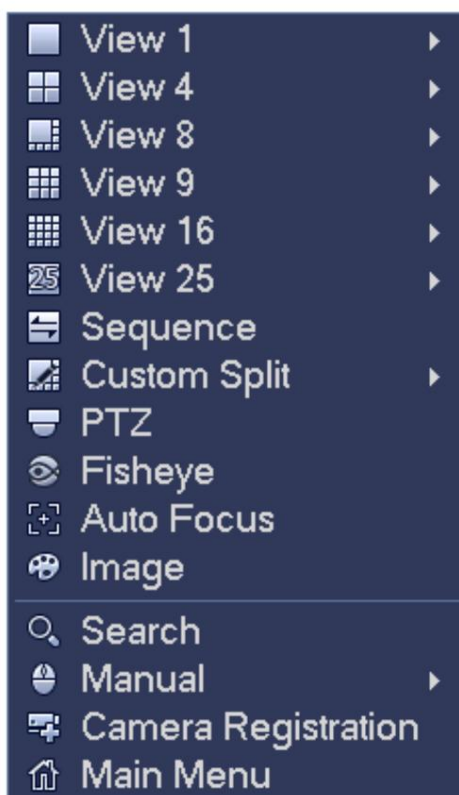 View 1
View 4
View 8
View 9
View 16
25 View 25
Sequence
Custom Split
PTZ
Fisheye
Auto Focus
Image
Search
Manual
Camera Registration
Main Menu